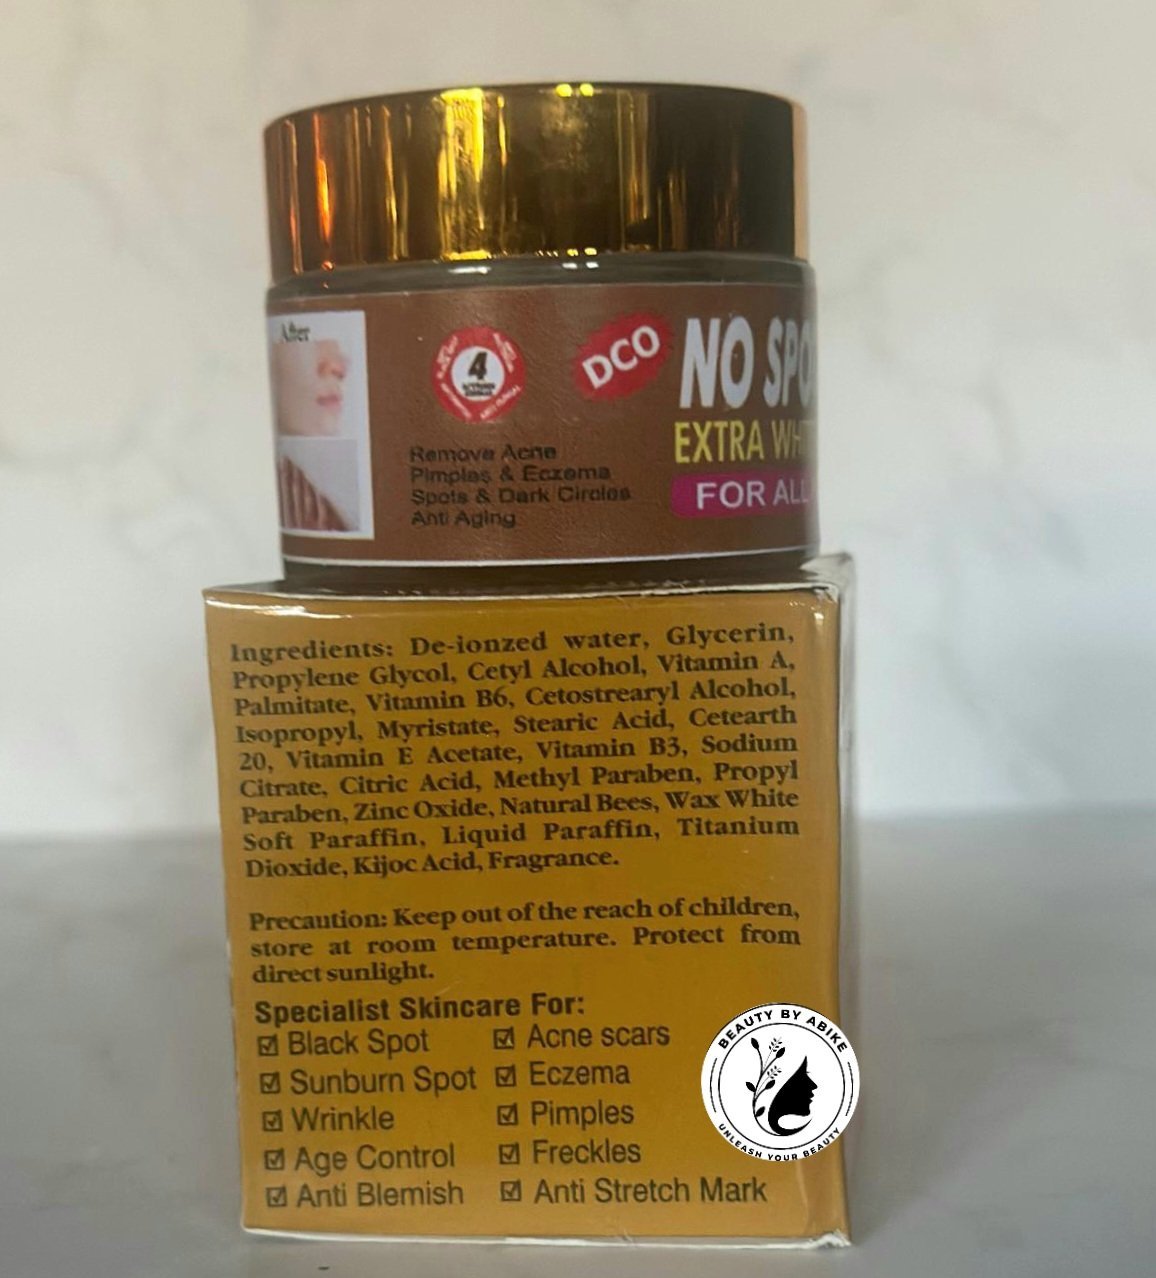 After
4
DCO
NO SPO
EXTRA WHI
FOR ALL
Remove Acne
Pimples & Eczema
Spots & Dark Circles
Anti Aging
Ingredients: De-ionzed water, Glycerin,
Propylene Glycol, Cetyl Alcohol, Vitamin A,
Palmitate, Vitamin B6, Cetostrearyl Alcohol,
Isopropyl, Myristate, Stearic Acid, Cetearth
20, Vitamin E Acetate, Vitamin B3, Sodium
Citrate, Citric Acid, Methyl Paraben, Propyl
Paraben, Zinc Oxide, Natural Bees, Wax White
Soft Paraffin, Liquid Paraffin, Titanium
Dioxide, Kijoc Acid, Fragrance.
Precaution: Keep out of the reach of children,
store at room temperature. Protect from
direct sunlight.
Specialist Skincare For:
Black Spot
Acne scars
Sunburn Spot
Eczema
Wrinkle
Pimples
Age Control
Freckles
Anti Blemish
Anti Stretch Mark
BEAUTY BY ABIKE
UNLEASH YOUR BEAUTY